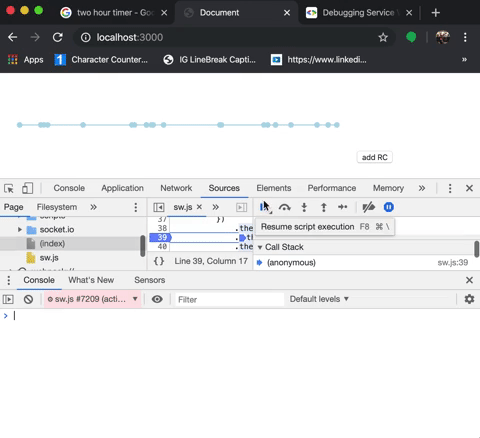 two hour timer - Goo
Document
Debugging Service W
localhost:3000
Apps
Character Counter...
IG LineBreak Capti...
https://www.linkedi...
»
add RC
Console Application Network Sources Elements Performance Memory »
Page Filesystem » sw.js × »
socket.io
(index)
sw.js
37 })
38 .the
39
40 .the
{} Line 39, Column 17
Resume script execution F8 ⌘ \
Call Stack
(anonymous) sw.js:39
Console What's New Sensors
sw.js #7209 (acti... Filter Default levels